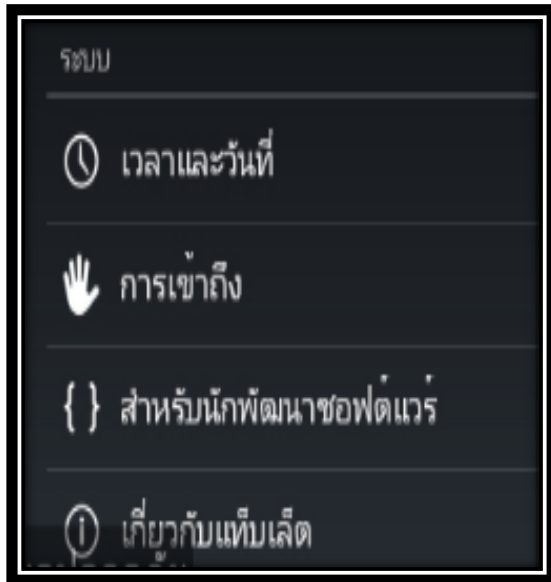 ระบบ
เวลาและวันที่
การเข้าถึง
{ } สำหรับนักพัฒนาซอฟต์แวร์
เกี่ยวกับแท็บเล็ต